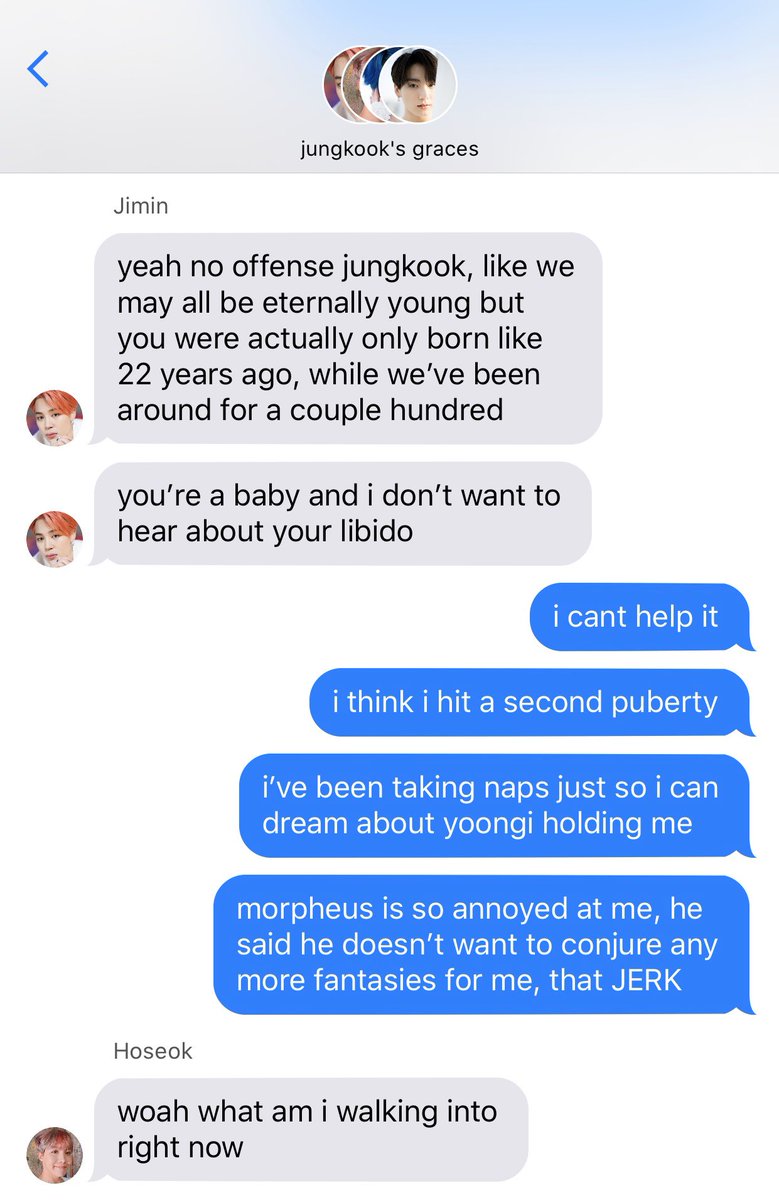 jungkook's graces
Jimin
yeah no offense jungkook, like we
may all be eternally young but
you were actually only born like
22 years ago, while we’ve been
around for a couple hundred
you’re a baby and i don’t want to
hear about your libido
i cant help it
i think i hit a second puberty
i’ve been taking naps just so i can
dream about yoongi holding me
morpheus is so annoyed at me, he
said he doesn’t want to conjure any
more fantasies for me, that JERK
Hoseok
woah what am i walking into
right now